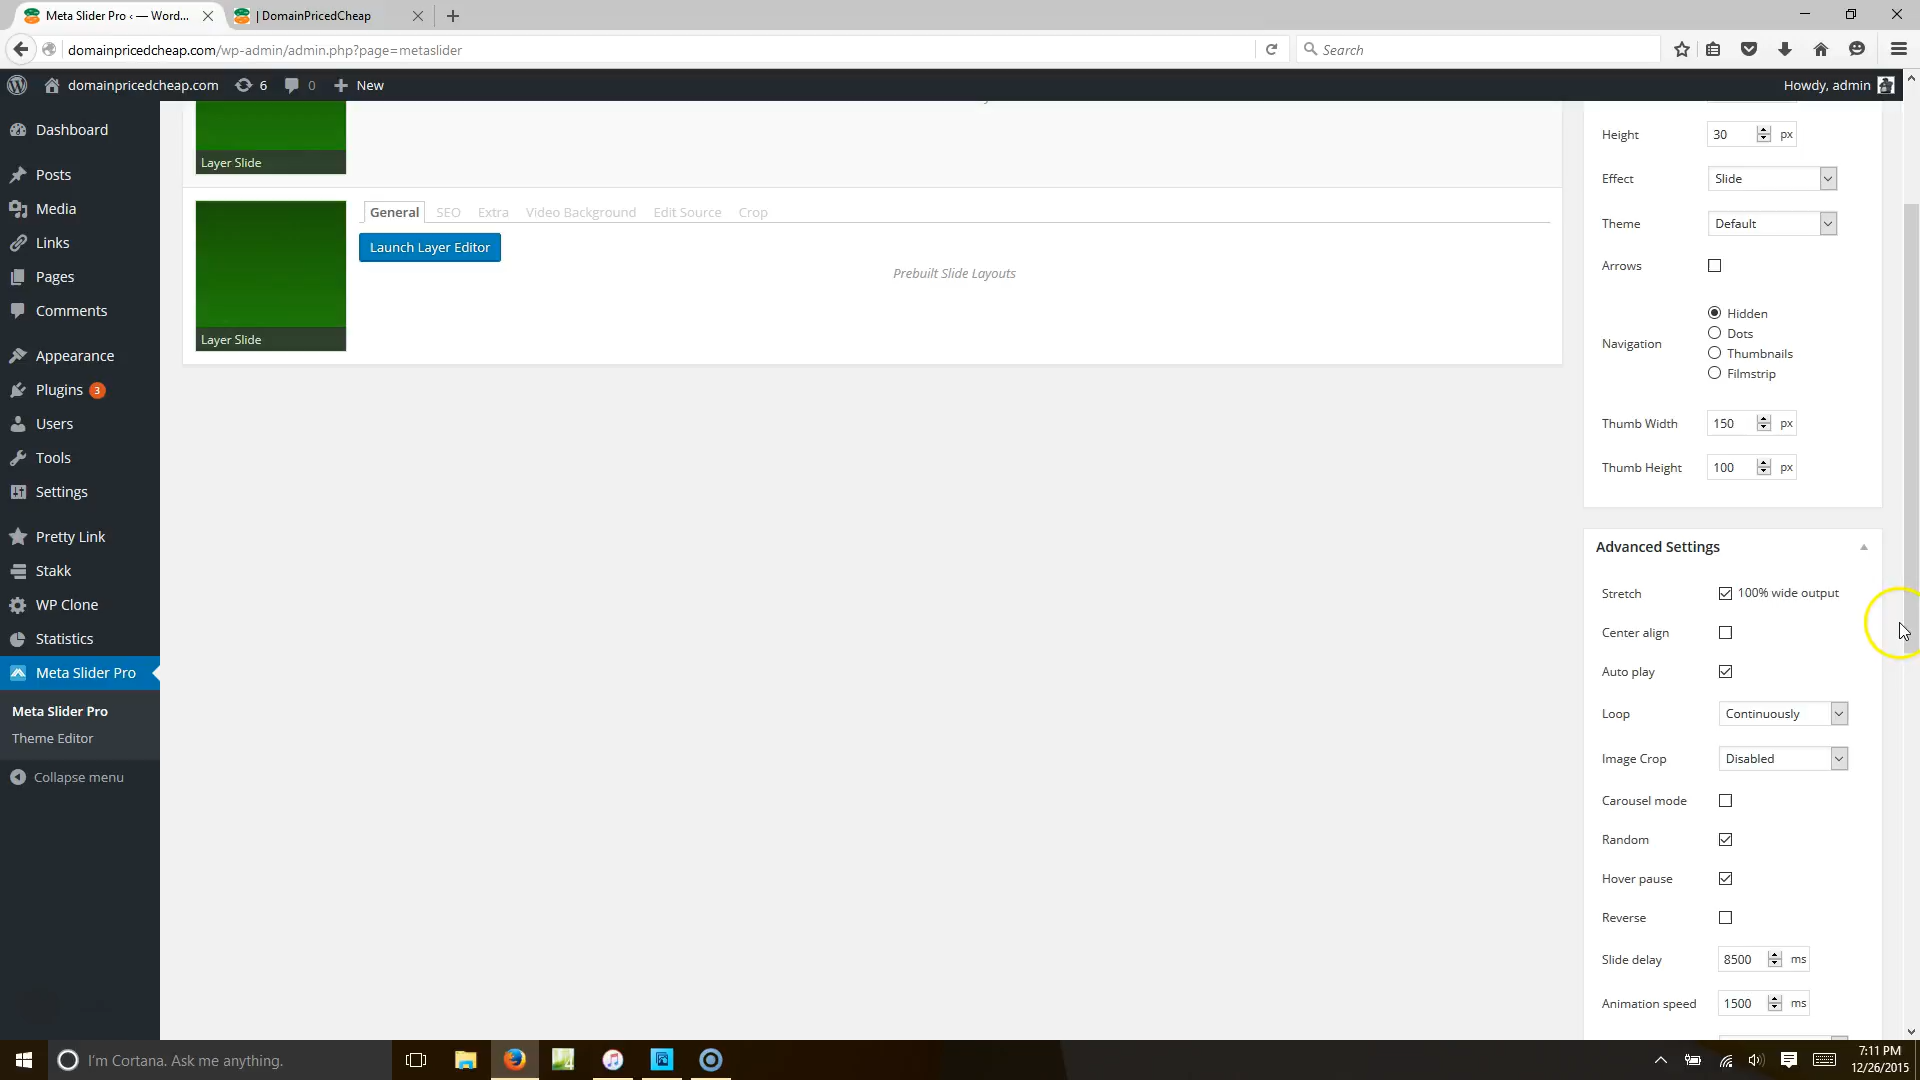 Meta Slider Pro ‹ — Word...
| DomainPricedCheap
domainpricedcheap.com/wp-admin/admin.php?page=metaslider
Search
domainpricedcheap.com
6
0
New
Howdy, admin
Dashboard
Posts
Media
Links
Pages
Comments
Appearance
Plugins 3
Users
Tools
Settings
Pretty Link
Stakk
WP Clone
Statistics
Meta Slider Pro
Meta Slider Pro
Theme Editor
Collapse menu
Layer Slide
General SEO Extra Video Background Edit Source Crop
Launch Layer Editor
Prebuilt Slide Layouts
Layer Slide
Height 30 px
Effect Slide
Theme Default
Arrows
Navigation
Hidden
Dots
Thumbnails
Filmstrip
Thumb Width 150 px
Thumb Height 100 px
Advanced Settings
Stretch 100% wide output
Center align
Auto play
Loop Continuously
Image Crop Disabled
Carousel mode
Random
Hover pause
Reverse
Slide delay 8500 ms
Animation speed 1500 ms
I'm Cortana. Ask me anything.
7:11 PM
12/26/2015